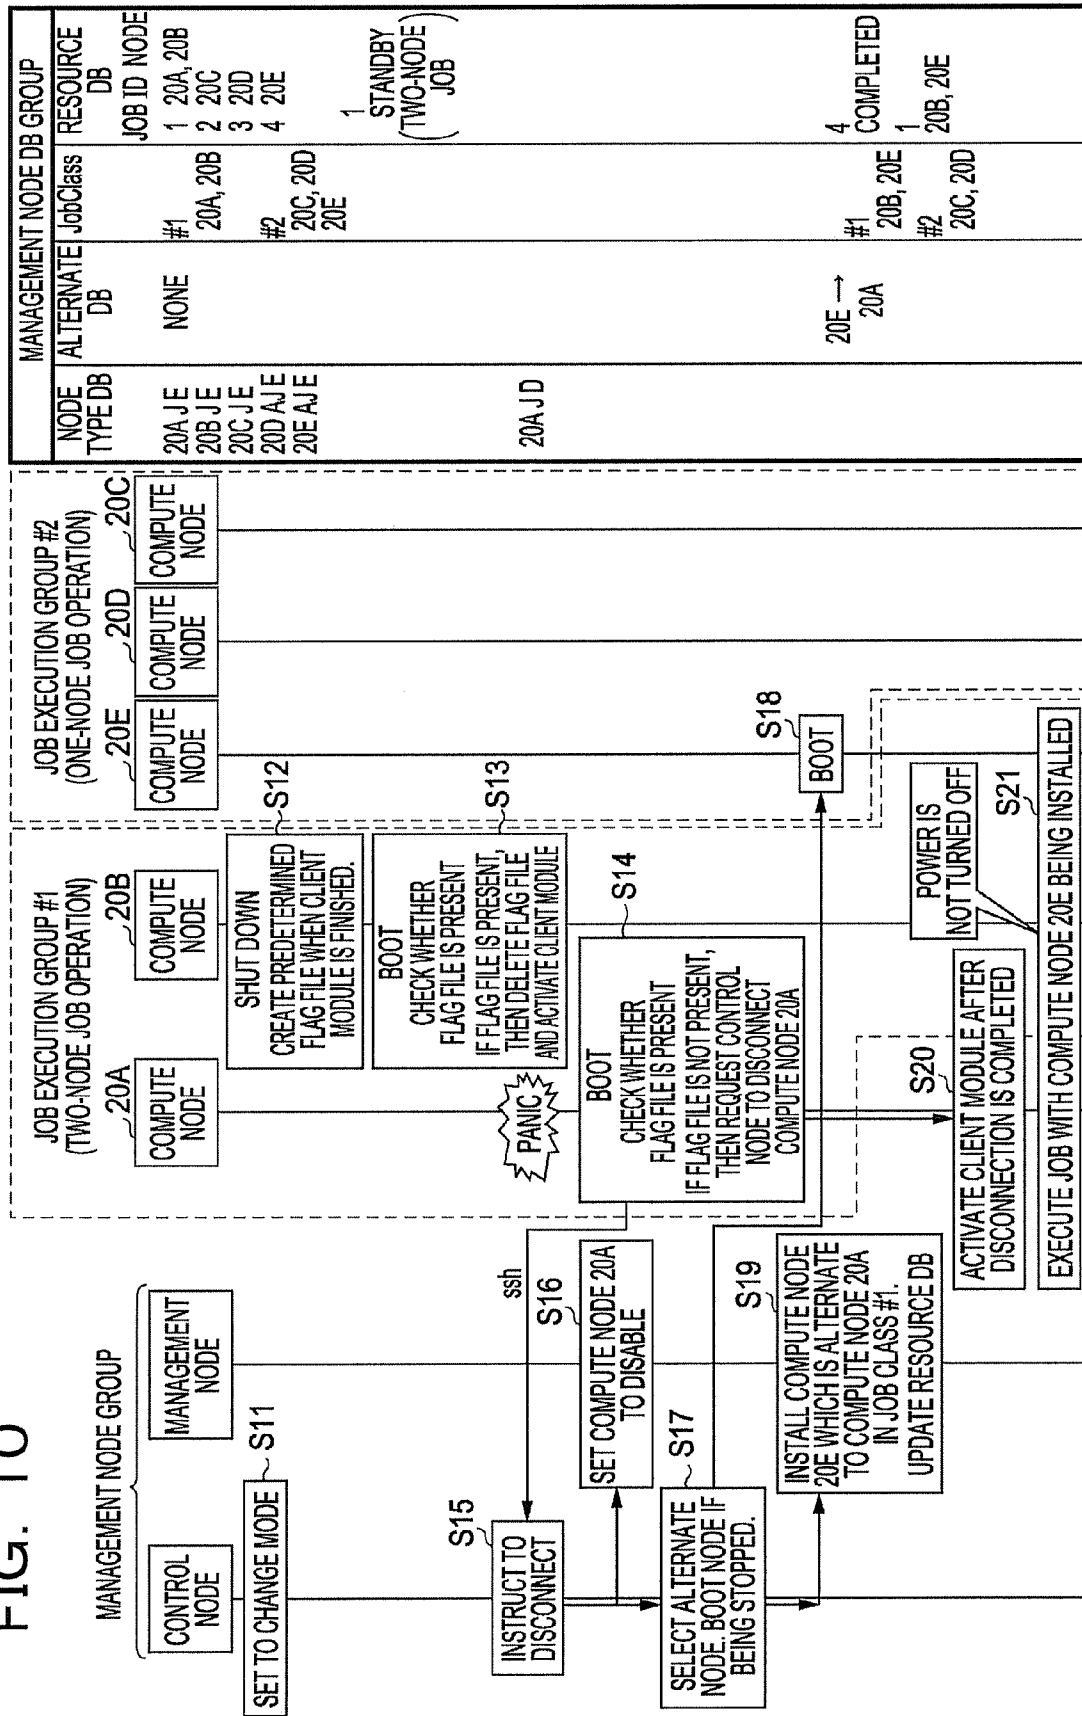 FIG. 10
MANAGEMENT NODE GROUP
CONTROL
NODE
MANAGEMENT
NODE
JOB EXECUTION GROUP #1
(TWO-NODE JOB OPERATION)
20A
COMPUTE
NODE
20B
COMPUTE
NODE
JOB EXECUTION GROUP #2
(ONE-NODE JOB OPERATION)
20E
COMPUTE
NODE
20D
COMPUTE
NODE
20C
COMPUTE
NODE
SET TO CHANGE MODE
S11
SHUT DOWN
CREATE PREDETERMINED
FLAG FILE WHEN CLIENT
MODULE IS FINISHED.
S12
BOOT
CHECK WHETHER
FLAG FILE IS PRESENT
IF FLAG FILE IS PRESENT,
THEN DELETE FLAG FILE
AND ACTIVATE CLIENT MODULE
S13
PANIC
BOOT
CHECK WHETHER
FLAG FILE IS PRESENT
IF FLAG FILE IS NOT PRESENT,
THEN REQUEST CONTROL
NODE TO DISCONNECT
COMPUTE NODE 20A
S14
ssh
S15
INSTRUCT TO
DISCONNECT
S16
SET COMPUTE NODE 20A
TO DISABLE
S17
SELECT ALTERNATE
NODE. BOOT NODE IF
BEING STOPPED.
S18
BOOT
S19
INSTALL COMPUTE NODE
20E WHICH IS ALTERNATE
TO COMPUTE NODE 20A
IN JOB CLASS #1.
UPDATE RESOURCE DB
S20
ACTIVATE CLIENT MODULE AFTER
DISCONNECTION IS COMPLETED
POWER IS
NOT TURNED OFF
S21
EXECUTE JOB WITH COMPUTE NODE 20E BEING INSTALLED
MANAGEMENT NODE DB GROUP
NODE
TYPE DB
20A J E
20B J E
20C J E
20D AJ E
20E AJ E
20A J D
ALTERNATE
DB
NONE
20E →
20A
JobClass
#1
20A, 20B
#2
20C, 20D
20E
#1
20B, 20E
#2
20C, 20D
RESOURCE
DB
JOB ID NODE
1 20A, 20B
2 20C
3 20D
4 20E
1
STANDBY
(TWO-NODE
JOB)
4
COMPLETED
1
20B, 20E